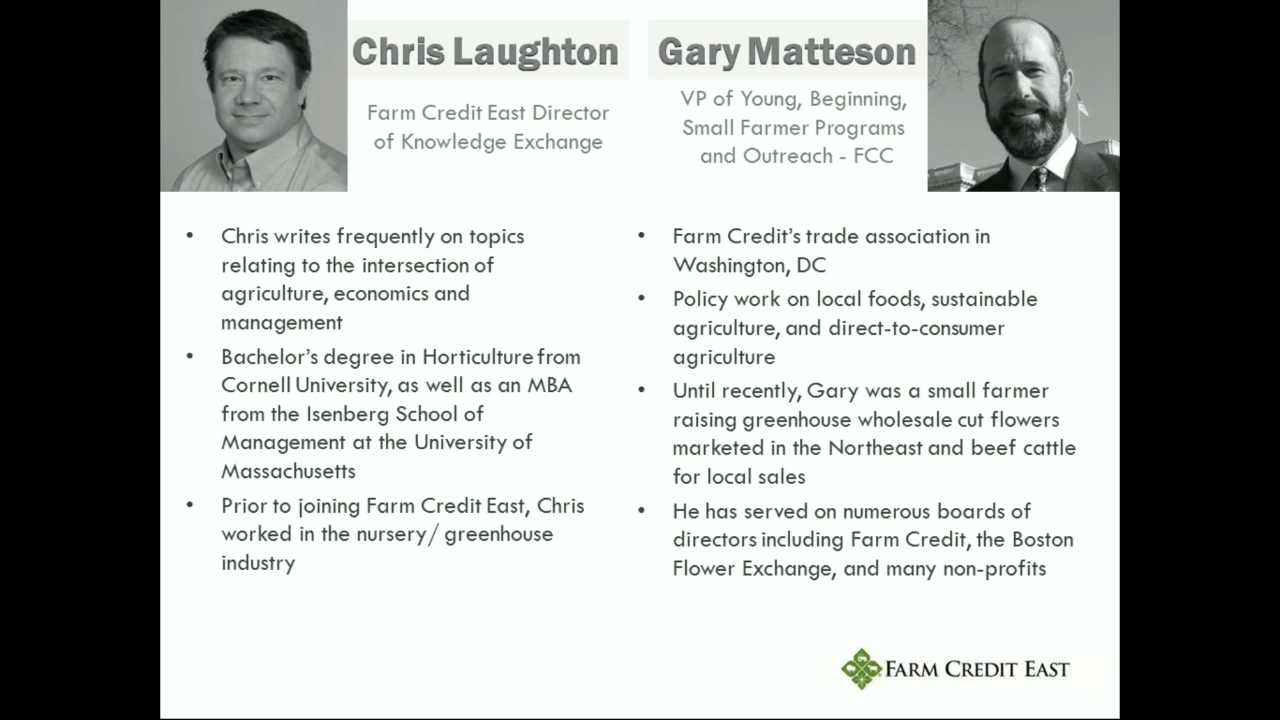 Chris Laughton
Farm Credit East Director
of Knowledge Exchange
• Chris writes frequently on topics
relating to the intersection of
agriculture, economics and
management
• Bachelor’s degree in Horticulture from
Cornell University, as well as an MBA
from the Isenberg School of
Management at the University of
Massachusetts
• Prior to joining Farm Credit East, Chris
worked in the nursery/ greenhouse
industry
Gary Matteson
VP of Young, Beginning,
Small Farmer Programs
and Outreach - FCC
• Farm Credit’s trade association in
Washington, DC
• Policy work on local foods, sustainable
agriculture, and direct-to-consumer
agriculture
• Until recently, Gary was a small farmer
raising greenhouse wholesale cut flowers
marketed in the Northeast and beef cattle
for local sales
• He has served on numerous boards of
directors including Farm Credit, the Boston
Flower Exchange, and many non-profits
FARM CREDIT EAST